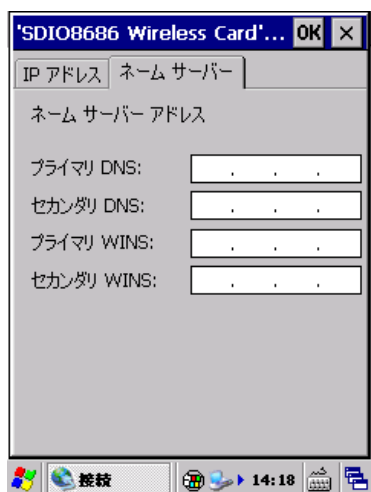 'SDIO8686 Wireless Card'... OK ×
IP アドレス ネーム サーバー
ネーム サーバー アドレス
プライマリ DNS: . . .
セカンダリ DNS: . . .
プライマリ WINS: . . .
セカンダリ WINS: . . .
接続 14:18